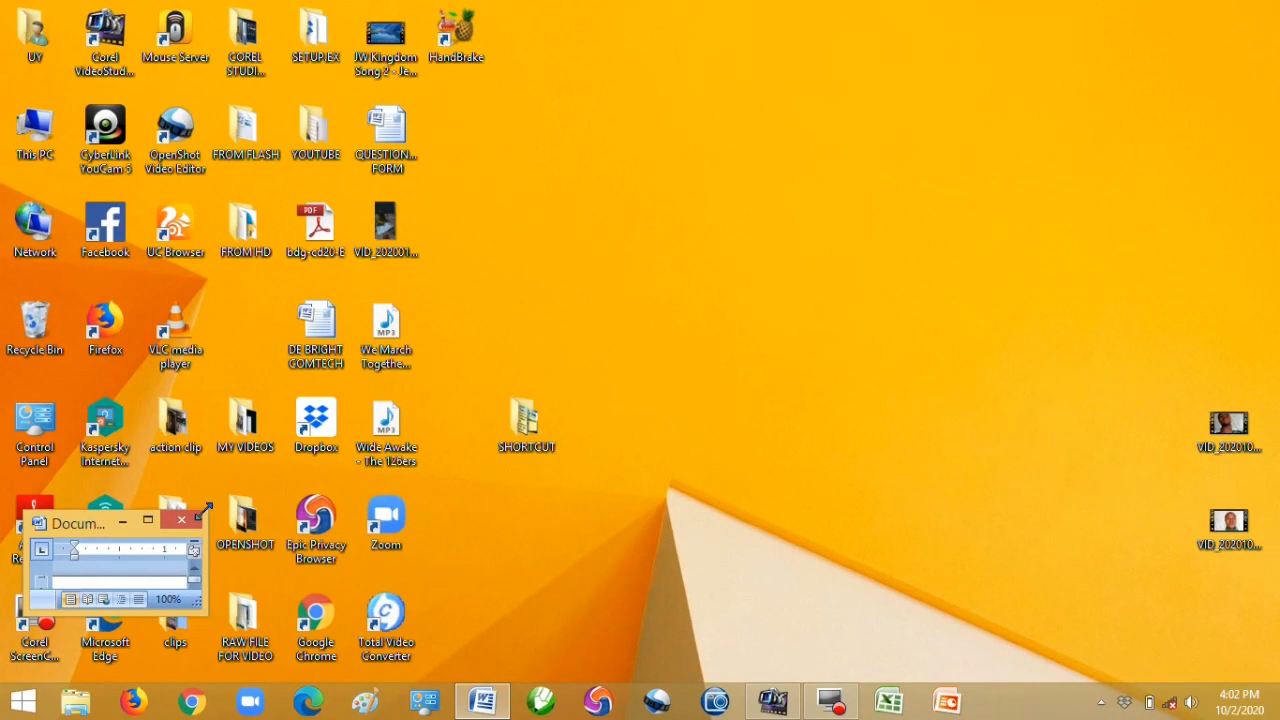 UY
Corel
VideoStud...
Mouse Server
COREL
STUDI...
SETUP.EX
JW Kingdom
Song 2 - Je...
HandBrake
This PC
CyberLink
YouCam 5
OpenShot
Video Editor
FROM FLASH
YOUTUBE
QUESTION...
FORM
Network
Facebook
UC Browser
FROM HD
PDF
bdg-cd20-E
VID_202001...
Recycle Bin
Firefox
VLC media
player
DE BRIGHT
COMTECH
MP3
We March
Togethe...
Control
Panel
Kaspersky
Internet...
action clip
MY VIDEOS
Dropbox
MP3
Wide Awake
- The 126ers
SHORTCUT
VID_202010...
Docum...
1
100%
OPENSHOT
Epic Privacy
Browser
Zoom
VID_202010...
Corel
ScreenC...
Microsoft
Edge
clips
RAW FILE
FOR VIDEO
Google
Chrome
Total Video
Converter
4:02 PM
10/2/2020